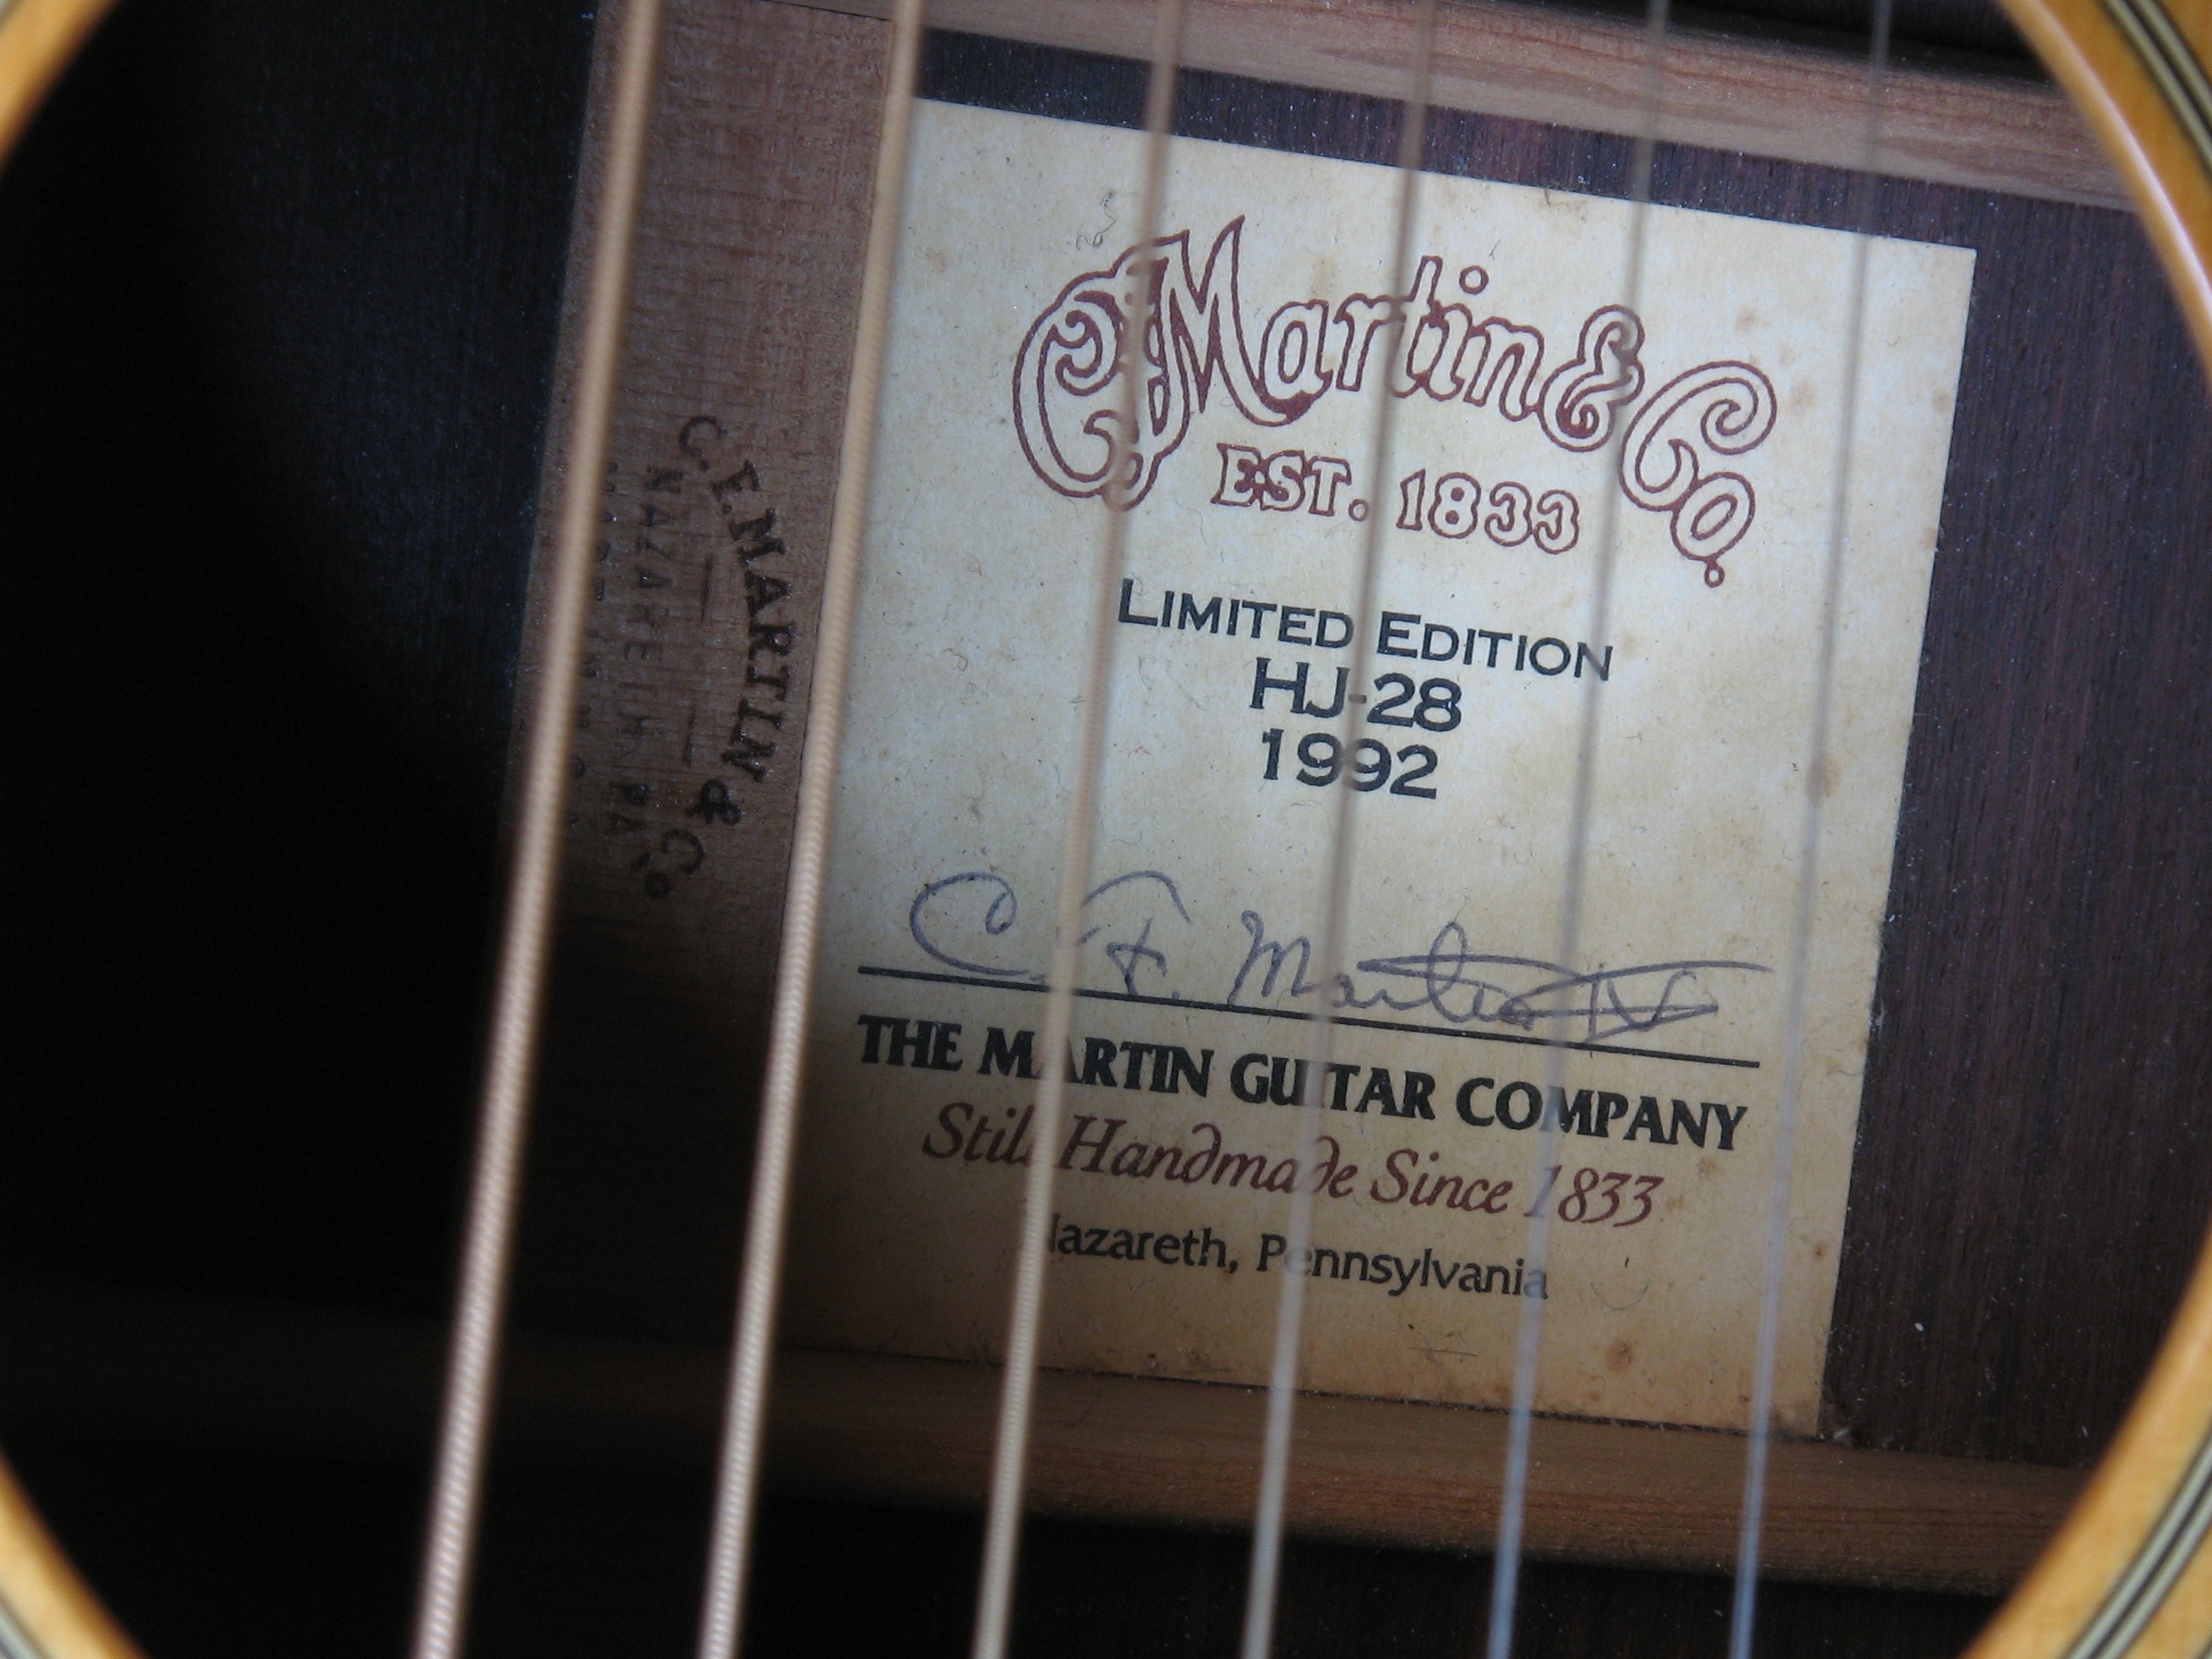 C.F. Martin & Co.
EST. 1833
LIMITED EDITION
HJ-28
1992
C. F. Martin IV
THE MARTIN GUITAR COMPANY
Still Handmade Since 1833
Nazareth, Pennsylvania
C. F. MARTIN & Co
NAZARETH PA.